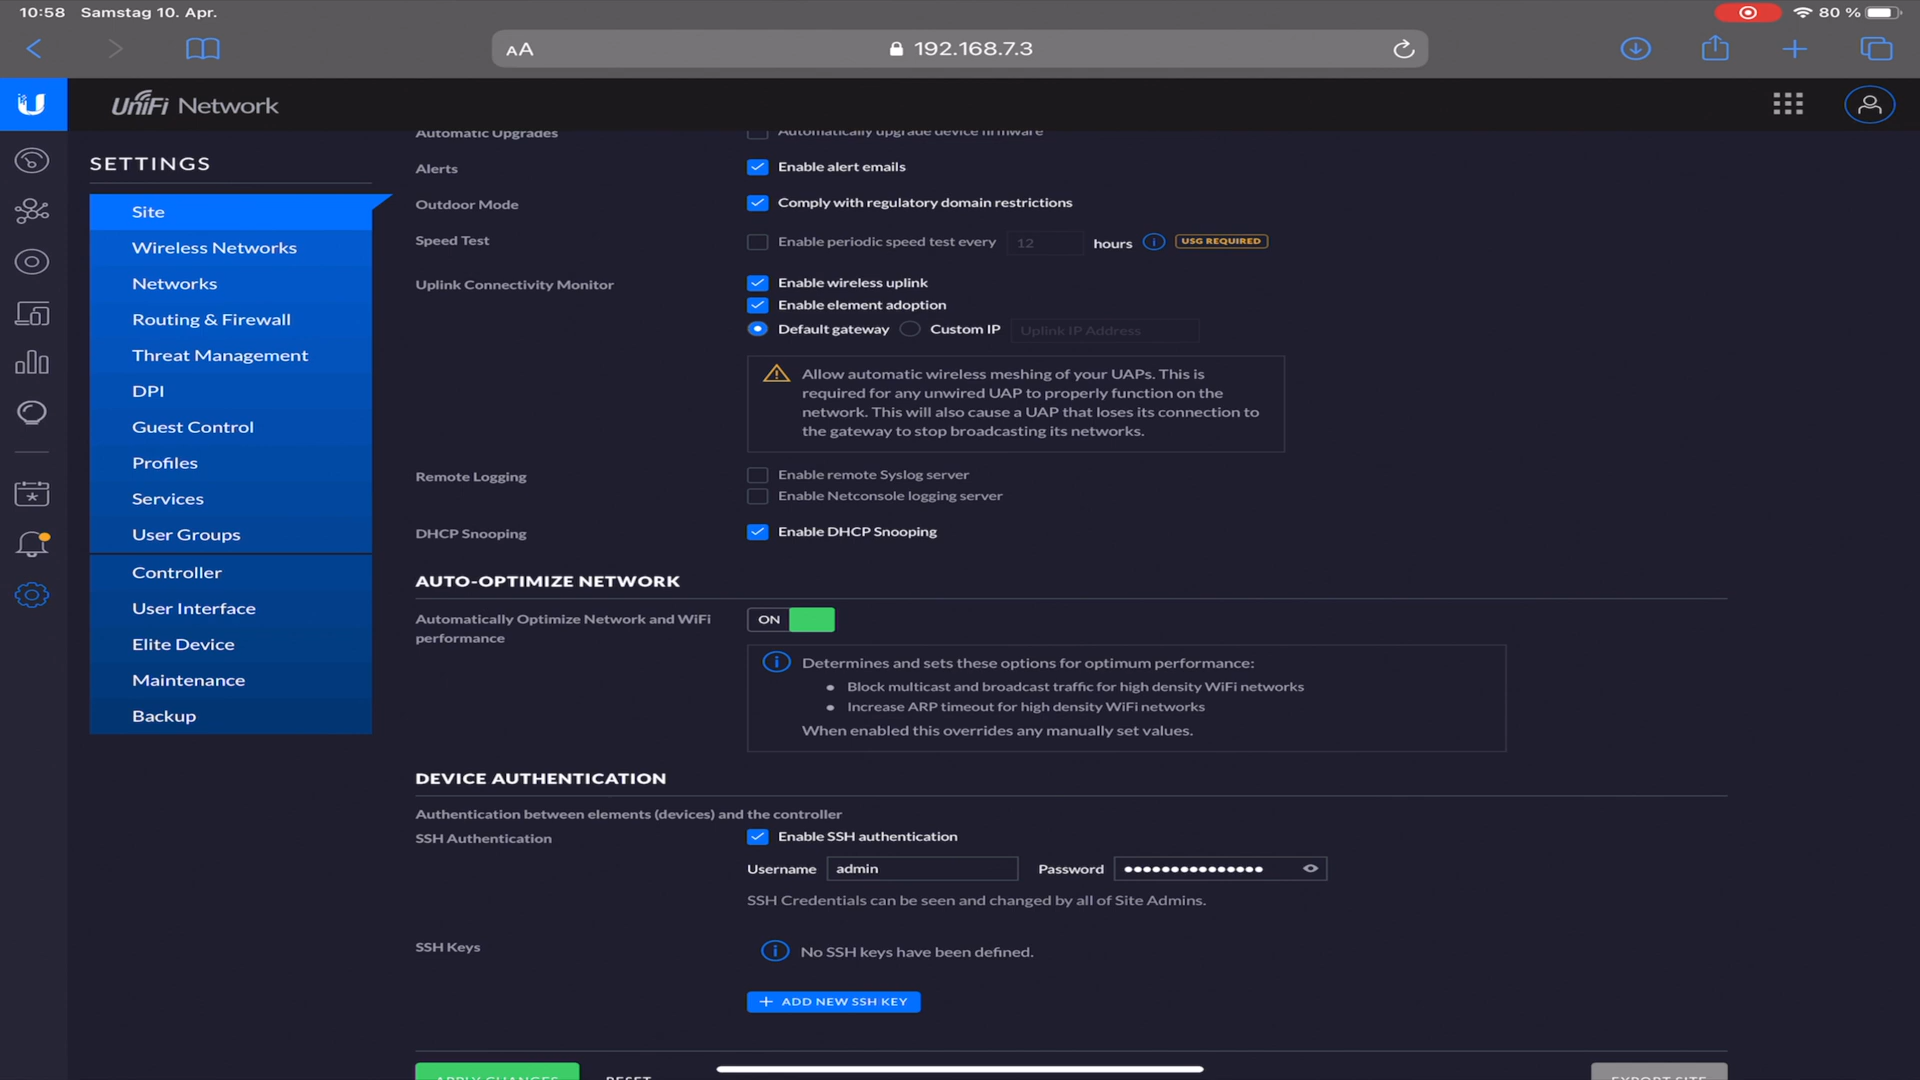 10:58 Samstag 10. Apr.
80 %
AA
192.168.7.3
UniFi Network
SETTINGS
Site
Wireless Networks
Networks
Routing & Firewall
Threat Management
DPI
Guest Control
Profiles
Services
User Groups
Controller
User Interface
Elite Device
Maintenance
Backup
Automatic Upgrades Automatically upgrade device firmware
Alerts Enable alert emails
Outdoor Mode Comply with regulatory domain restrictions
Speed Test Enable periodic speed test every 12 hours USG REQUIRED
Uplink Connectivity Monitor Enable wireless uplink
Enable element adoption
Default gateway Custom IP Uplink IP Address
Allow automatic wireless meshing of your UAPs. This is
required for any unwired UAP to properly function on the
network. This will also cause a UAP that loses its connection to
the gateway to stop broadcasting its networks.
Remote Logging Enable remote Syslog server
Enable Netconsole logging server
DHCP Snooping Enable DHCP Snooping
AUTO-OPTIMIZE NETWORK
Automatically Optimize Network and WiFi
performance
ON
Determines and sets these options for optimum performance:
• Block multicast and broadcast traffic for high density WiFi networks
• Increase ARP timeout for high density WiFi networks
When enabled this overrides any manually set values.
DEVICE AUTHENTICATION
Authentication between elements (devices) and the controller
SSH Authentication Enable SSH authentication
Username admin Password •••••••••••••••
SSH Credentials can be seen and changed by all of Site Admins.
SSH Keys No SSH keys have been defined.
+ ADD NEW SSH KEY
APPLY CHANGES RESET EXPORT SITE